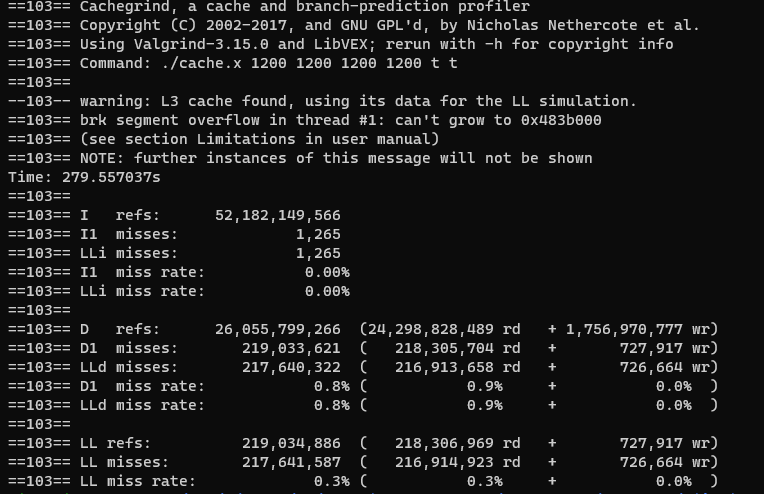 ==103== Cachegrind, a cache and branch-prediction profiler
==103== Copyright (C) 2002-2017, and GNU GPL'd, by Nicholas Nethercote et al.
==103== Using Valgrind-3.15.0 and LibVEX; rerun with -h for copyright info
==103== Command: ./cache.x 1200 1200 1200 1200 t t
==103==
--103-- warning: L3 cache found, using its data for the LL simulation.
==103== brk segment overflow in thread #1: can't grow to 0x483b000
==103== (see section Limitations in user manual)
==103== NOTE: further instances of this message will not be shown
Time: 279.557037s
==103==
==103== I   refs:      52,182,149,566
==103== I1  misses:             1,265
==103== LLi misses:             1,265
==103== I1  miss rate:           0.00%
==103== LLi miss rate:           0.00%
==103==
==103== D   refs:      26,055,799,266  (24,298,828,489 rd   + 1,756,970,777 wr)
==103== D1  misses:       219,033,621  (   218,305,704 rd   +       727,917 wr)
==103== LLd misses:       217,640,322  (   216,913,658 rd   +       726,664 wr)
==103== D1  miss rate:            0.8% (           0.9%     +           0.0%  )
==103== LLd miss rate:            0.8% (           0.9%     +           0.0%  )
==103==
==103== LL refs:          219,034,886  (   218,306,969 rd   +       727,917 wr)
==103== LL misses:        217,641,587  (   216,914,923 rd   +       726,664 wr)
==103== LL miss rate:             0.3% (           0.3%     +           0.0%  )